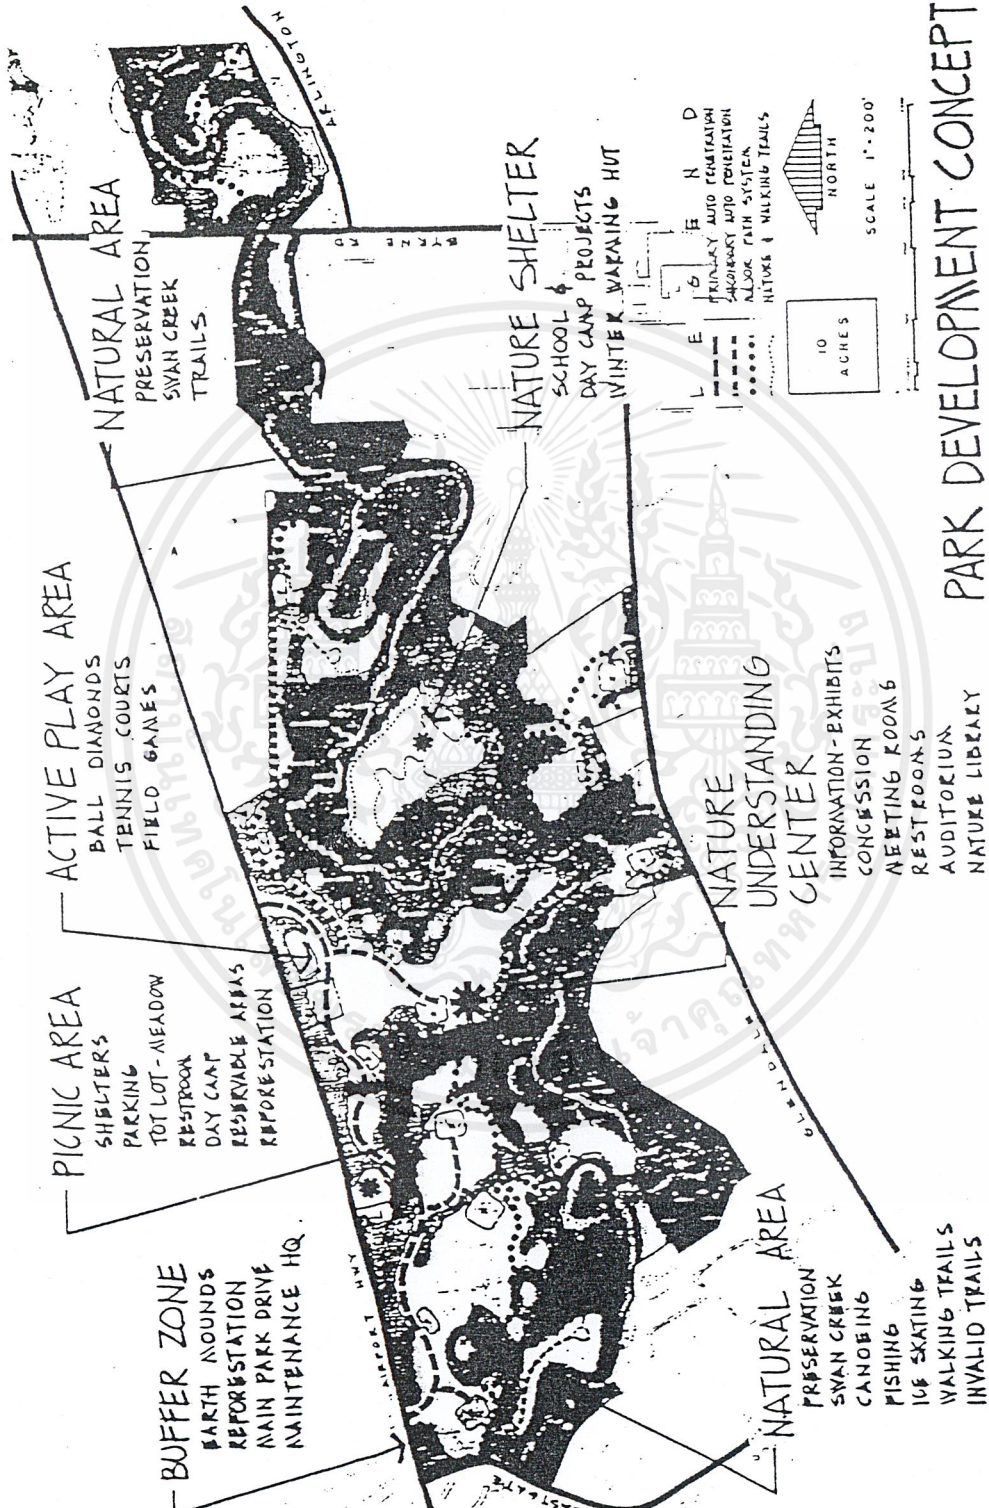 BUFFER ZONE
EARTH MOUNDS
REFORESTATION
MAIN PARK DRIVE
MAINTENANCE HQ.
PICNIC AREA
SHELTERS
PARKING
TOT LOT - MEADOW
RESTROOM
DAY CAMP
RESERVABLE AREAS
REFORESTATION
ACTIVE PLAY AREA
BALL DIAMONDS
TENNIS COURTS
FIELD GAMES
NATURAL AREA
PRESERVATION
SWAN CREEK
TRAILS
ARLINGTON
AIRPORT HWY
BYRNE RD
NATURE SHELTER
SCHOOL &
DAY CAMP PROJECTS
WINTER WARMING HUT
NATURAL AREA
PRESERVATION
SWAN CREEK
CANOEING
FISHING
ICE SKATING
WALKING TRAILS
INVALID TRAILS
GLENDALE
NATURE
UNDERSTANDING
CENTER
INFORMATION-EXHIBITS
CONCESSION
MEETING ROOMS
RESTROOMS
AUDITORIUM
NATURE LIBRARY
LEGEND
PRIMARY AUTO PENETRATION
SECONDARY AUTO PENETRATION
MAJOR PATH SYSTEM
NATURE & WALKING TRAILS
10
ACRES
NORTH
SCALE 1"=200'
PARK DEVELOPMENT CONCEPT